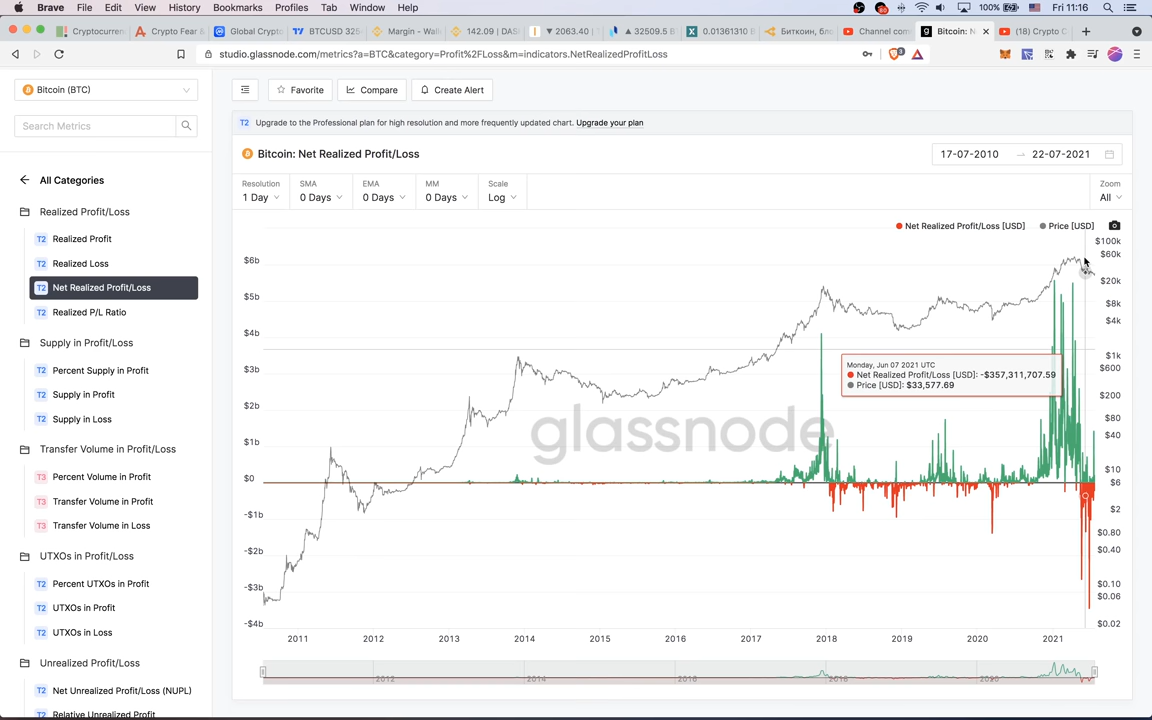 Brave File Edit View History Bookmarks Profiles Tab Window Help 100% Fri 11:16
Cryptocurren Crypto Fear & Global Crypto BTCUSD 325 Margin - Walle 142.09 | DASH ▼ 2063.40 | ▲ 32509.5 B 0.01361310 B Биткоин, бло Channel com Bitcoin: N (18) Crypto C
studio.glassnode.com/metrics?a=BTC&category=Profit%2FLoss&m=indicators.NetRealizedProfitLoss
Bitcoin (BTC)
Search Metrics
All Categories
Realized Profit/Loss
T2 Realized Profit
T2 Realized Loss
T2 Net Realized Profit/Loss
T2 Realized P/L Ratio
Supply in Profit/Loss
T2 Percent Supply in Profit
T2 Supply in Profit
T2 Supply in Loss
Transfer Volume in Profit/Loss
T3 Percent Volume in Profit
T3 Transfer Volume in Profit
T3 Transfer Volume in Loss
UTXOs in Profit/Loss
T2 Percent UTXOs in Profit
T2 UTXOs in Profit
T2 UTXOs in Loss
Unrealized Profit/Loss
T2 Net Unrealized Profit/Loss (NUPL)
T2 Relative Unrealized Profit
Favorite Compare Create Alert
T2 Upgrade to the Professional plan for high resolution and more frequently updated chart. Upgrade your plan
Bitcoin: Net Realized Profit/Loss 17-07-2010 → 22-07-2021
Resolution SMA EMA MM Scale Zoom
1 Day 0 Days 0 Days 0 Days Log All
Net Realized Profit/Loss [USD] Price [USD]
$6b
$5b
$4b
$3b
$2b
$1b
$0
-$1b
-$2b
-$3b
-$4b
$100k
$60k
$20k
$8k
$4k
$1k
$600
$200
$80
$40
$10
$6
$2
$0.80
$0.40
$0.10
$0.06
$0.02
Monday, Jun 07 2021 UTC
Net Realized Profit/Loss [USD]: -$357,311,707.59
Price [USD]: $33,577.69
glassnode
2011 2012 2013 2014 2015 2016 2017 2018 2019 2020 2021
2012 2014 2016 2018 2020